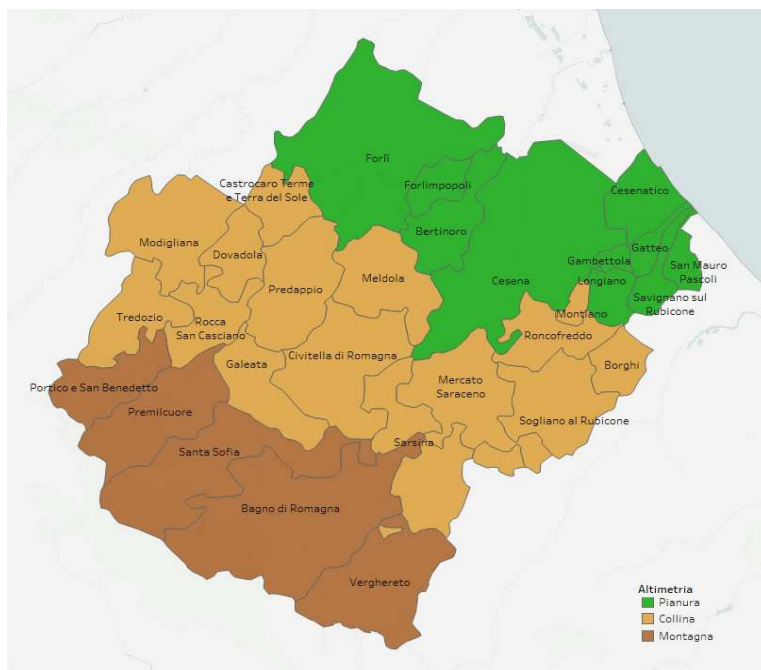 Forlì
Castrocaro Terme
e Terra del Sole
Forlimpopoli
Cesenatico
Bertinoro
Modigliana
Dovadola
Gatteo
Gambettola
San Mauro
Pascoli
Meldola
Cesena
Longiano
Predappio
Savignano sul
Rubicone
Tredozio
Rocca
San Casciano
Montiano
Roncofreddo
Galeata
Civitella di Romagna
Borghi
Mercato
Saraceno
Portico e San Benedetto
Premilcuore
Sogliano al Rubicone
Santa Sofia
Sarsina
Bagno di Romagna
Verghereto
Altimetria
Pianura
Collina
Montagna